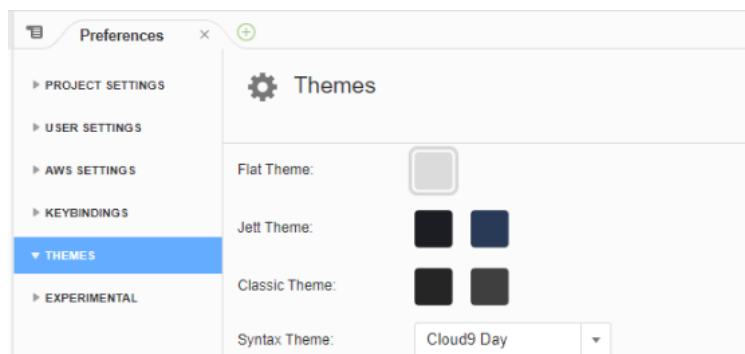 Preferences
PROJECT SETTINGS
USER SETTINGS
AWS SETTINGS
KEYBINDINGS
THEMES
EXPERIMENTAL
Themes
Flat Theme:
Jett Theme:
Classic Theme:
Syntax Theme: Cloud9 Day